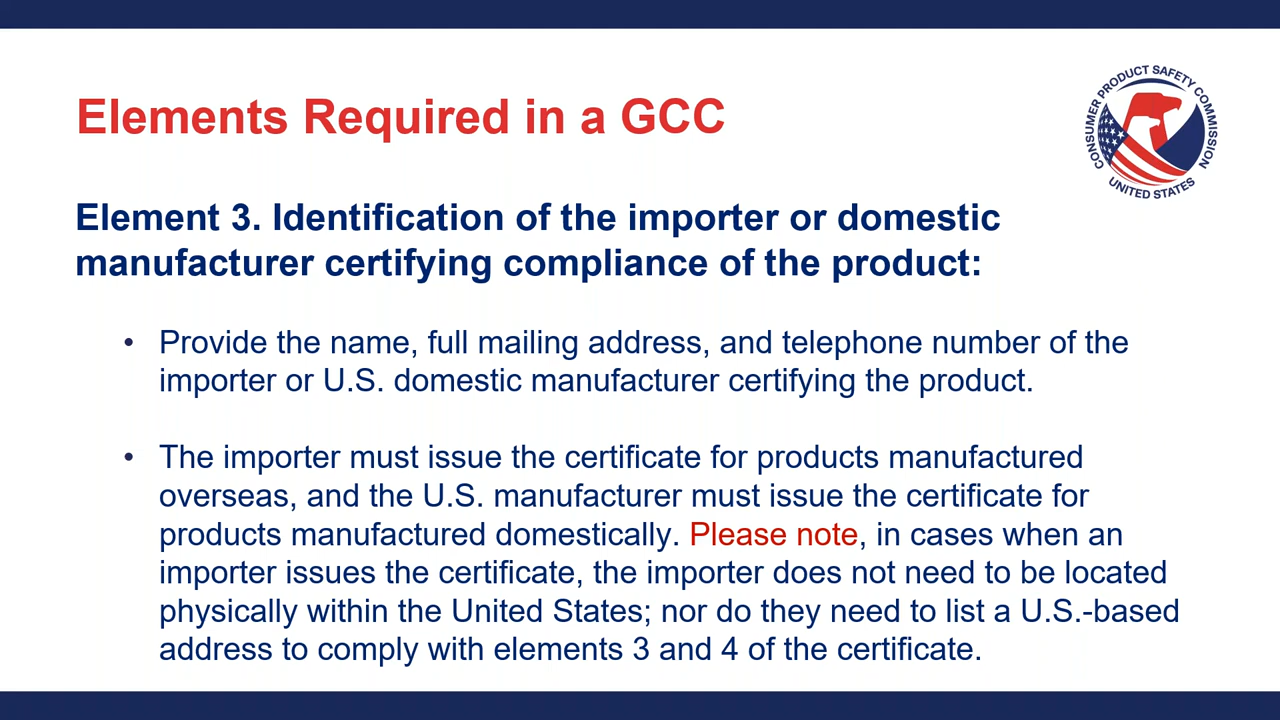 Elements Required in a GCC
CONSUMER PRODUCT SAFETY COMMISSION
UNITED STATES
Element 3. Identification of the importer or domestic
manufacturer certifying compliance of the product:
• Provide the name, full mailing address, and telephone number of the
importer or U.S. domestic manufacturer certifying the product.
• The importer must issue the certificate for products manufactured
overseas, and the U.S. manufacturer must issue the certificate for
products manufactured domestically. Please note, in cases when an
importer issues the certificate, the importer does not need to be located
physically within the United States; nor do they need to list a U.S.-based
address to comply with elements 3 and 4 of the certificate.